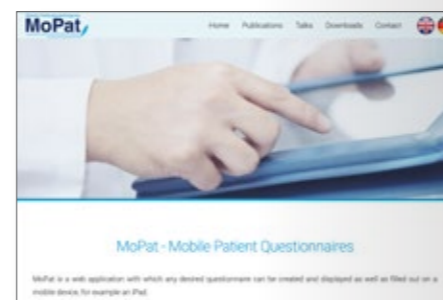 MoPat
Home Publications Talks Downloads Contact
MoPat - Mobile Patient Questionnaires
MoPat is a web application with which any desired questionnaire can be created and displayed as well as filled out on a
mobile device, for example an iPad.